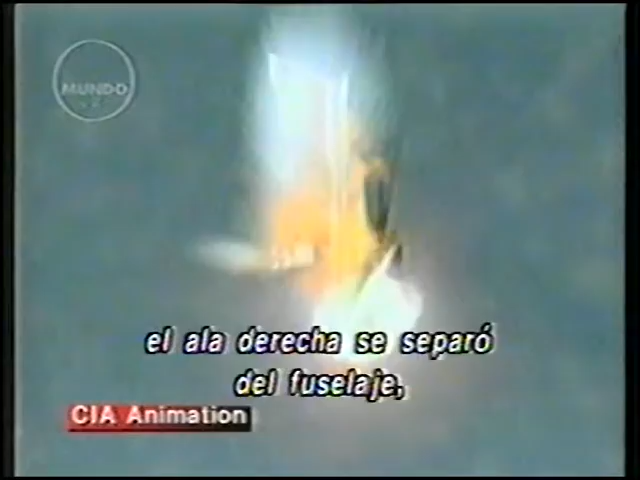 MUNDO
el ala derecha se separó
del fuselaje,
CIA Animation